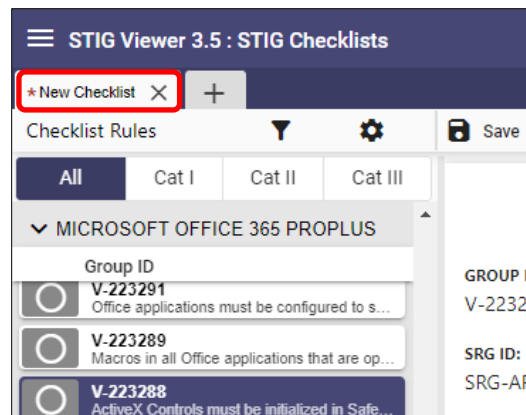 STIG Viewer 3.5 : STIG Checklists
* New Checklist
Checklist Rules
Save
All Cat I Cat II Cat III
MICROSOFT OFFICE 365 PROPLUS
Group ID
V-223291
Office applications must be configured to s...
V-223289
Macros in all Office applications that are op...
V-223288
ActiveX Controls must be initialized in Safe...
GROUP
V-2232
SRG ID:
SRG-AP